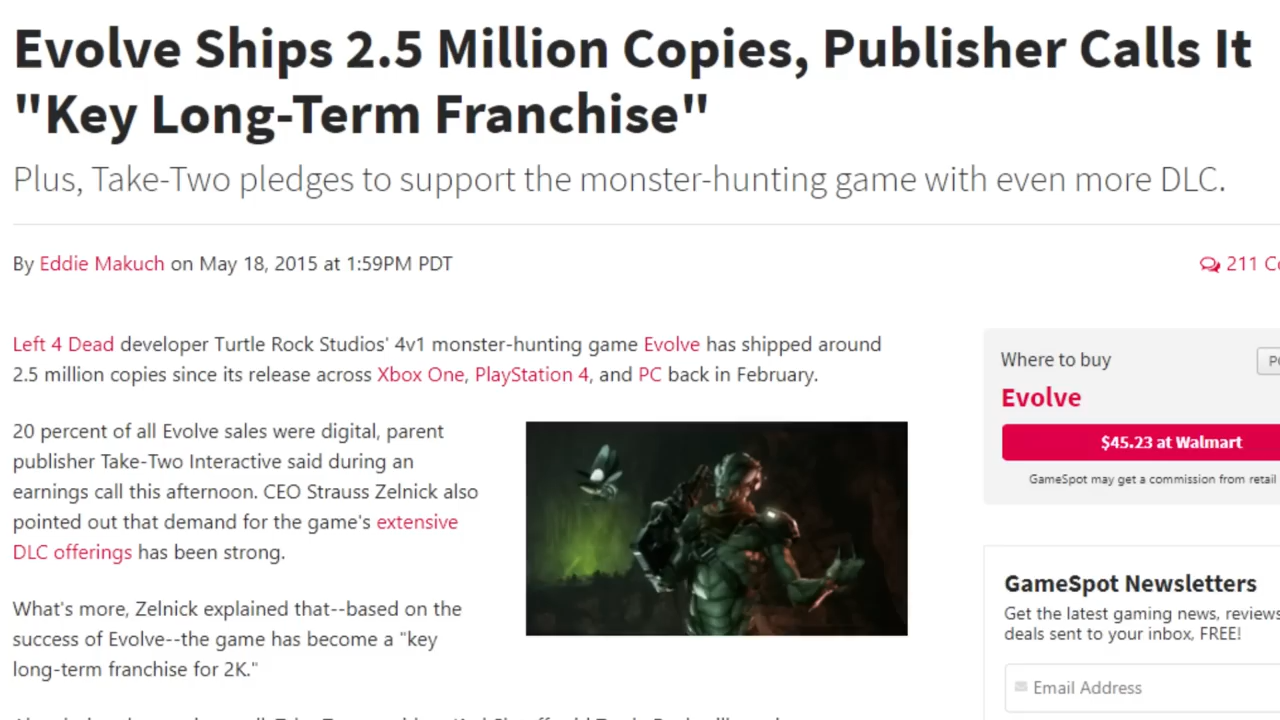 Evolve Ships 2.5 Million Copies, Publisher Calls It
"Key Long-Term Franchise"
Plus, Take-Two pledges to support the monster-hunting game with even more DLC.
By Eddie Makuch on May 18, 2015 at 1:59PM PDT
211
Left 4 Dead developer Turtle Rock Studios' 4v1 monster-hunting game Evolve has shipped around
2.5 million copies since its release across Xbox One, PlayStation 4, and PC back in February.
20 percent of all Evolve sales were digital, parent
publisher Take-Two Interactive said during an
earnings call this afternoon. CEO Strauss Zelnick also
pointed out that demand for the game's extensive
DLC offerings has been strong.
What's more, Zelnick explained that--based on the
success of Evolve--the game has become a "key
long-term franchise for 2K."
Where to buy
Evolve
$45.23 at Walmart
GameSpot may get a commission from retail
GameSpot Newsletters
Get the latest gaming news, reviews
deals sent to your inbox, FREE!
Email Address